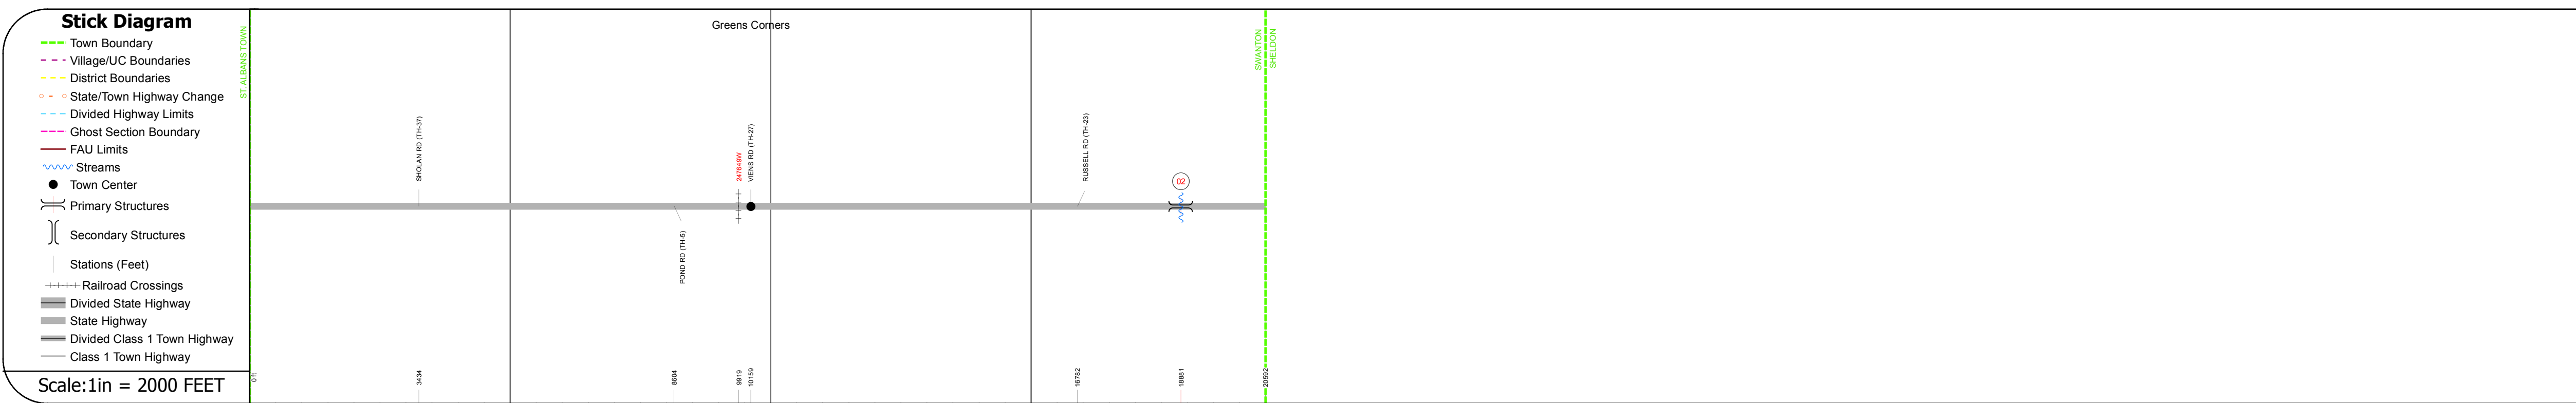 Stick Diagram
Town Boundary
Village/UC Boundaries
District Boundaries
State/Town Highway Change
Divided Highway Limits
Ghost Section Boundary
FAU Limits
Streams
Town Center
Primary Structures
Secondary Structures
Stations (Feet)
Railroad Crossings
Divided State Highway
State Highway
Divided Class 1 Town Highway
Class 1 Town Highway
Scale:1in = 2000 FEET
ST. ALBANS TOWN
Greens Corners
SWANTON
SHELDON
SHOLAN RD (TH-37)
POND RD (TH-5)
247649W
VIENS RD (TH-27)
RUSSELL RD (TH-23)
02
0 ft
3434
8604
9919
10159
16782
18881
20592